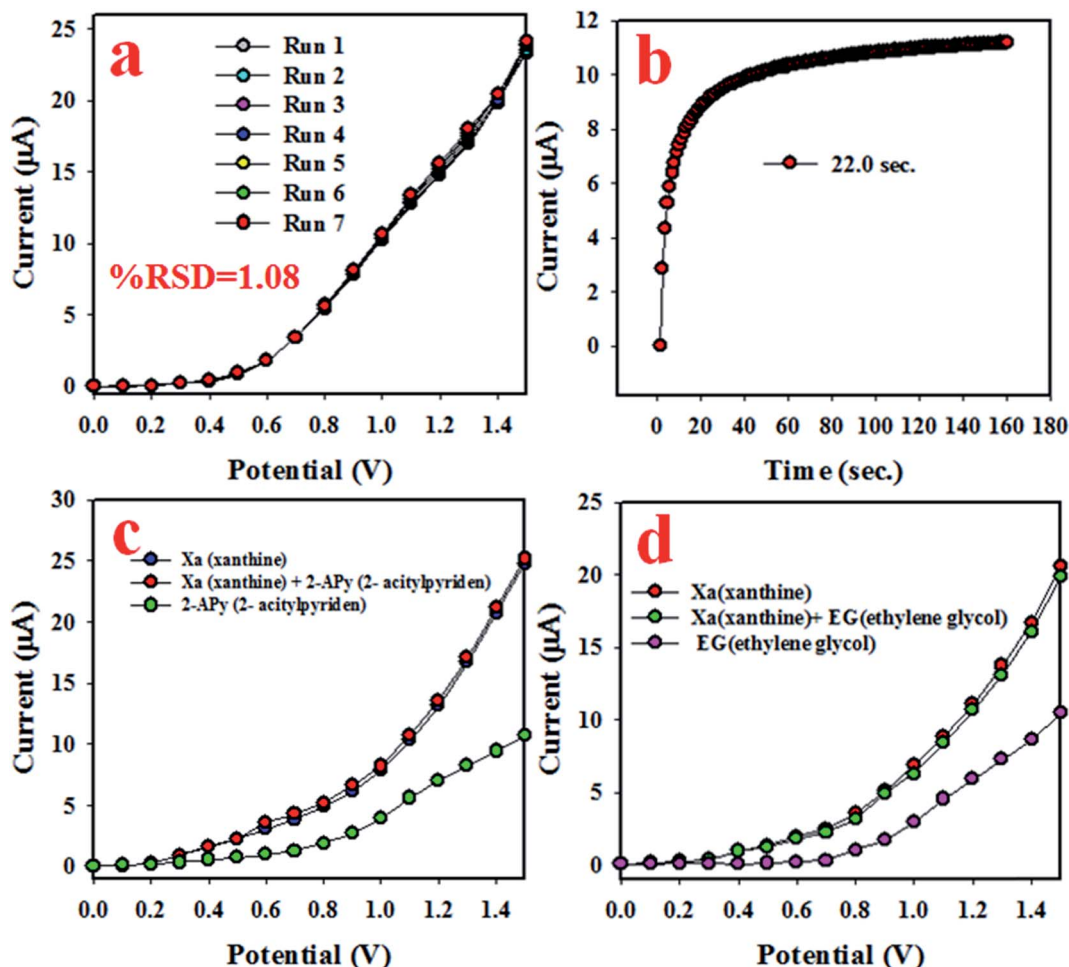 a
25
20
15
10
5
0
Current (µA)
Run 1
Run 2
Run 3
Run 4
Run 5
Run 6
Run 7
%RSD=1.08
0.0 0.2 0.4 0.6 0.8 1.0 1.2 1.4
Potential (V)
b
12
10
8
6
4
2
0
Current (µA)
22.0 sec.
0 20 40 60 80 100 120 140 160 180
Time (sec.)
c
30
25
20
15
10
5
0
Current (µA)
Xa (xanthine)
Xa (xanthine) + 2-APy (2- acitylpyriden)
2-APy (2- acitylpyriden)
0.0 0.2 0.4 0.6 0.8 1.0 1.2 1.4
Potential (V)
d
25
20
15
10
5
0
Current (µA)
Xa(xanthine)
Xa(xanthine)+ EG(ethylene glycol)
EG(ethylene glycol)
0.0 0.2 0.4 0.6 0.8 1.0 1.2 1.4
Potential (V)